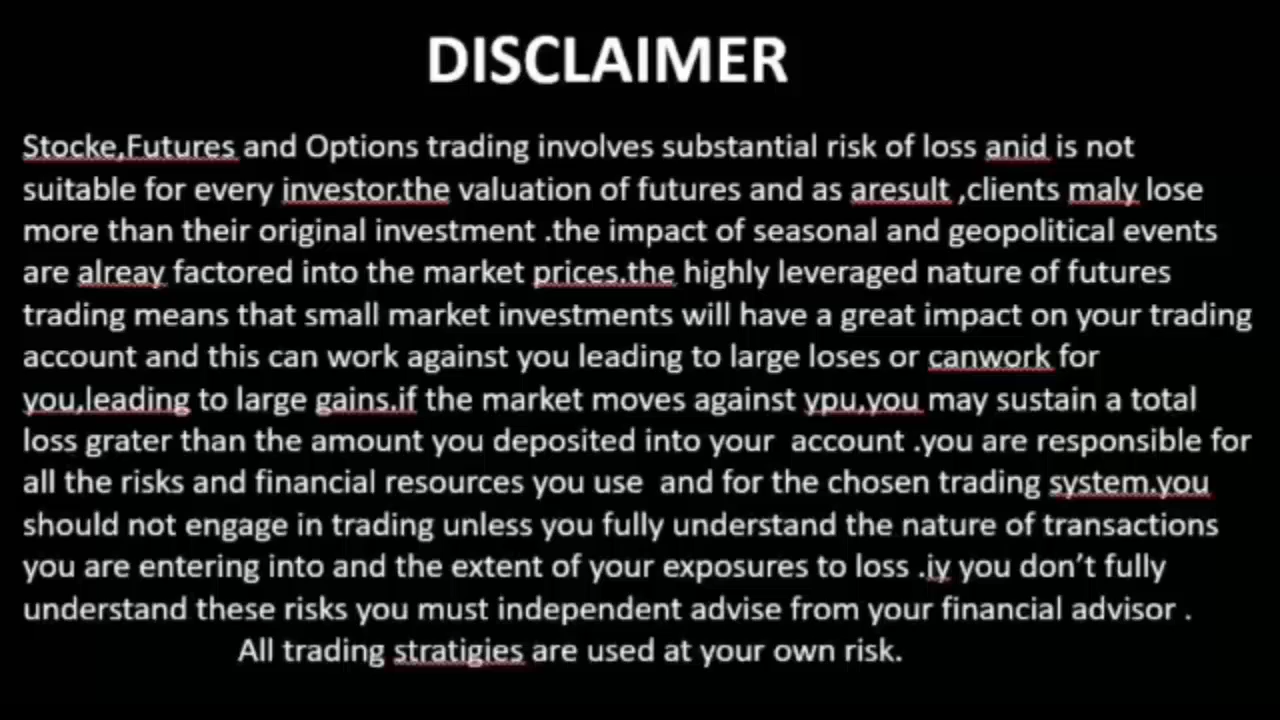 DISCLAIMER
Stocke,Futures and Options trading involves substantial risk of loss anid is not
suitable for every investor.the valuation of futures and as aresult ,clients maly lose
more than their original investment .the impact of seasonal and geopolitical events
are alreay factored into the market prices.the highly leveraged nature of futures
trading means that small market investments will have a great impact on your trading
account and this can work against you leading to large loses or canwork for
you,leading to large gains.if the market moves against ypu,you may sustain a total
loss grater than the amount you deposited into your  account .you are responsible for
all the risks and financial resources you use  and for the chosen trading system.you
should not engage in trading unless you fully understand the nature of transactions
you are entering into and the extent of your exposures to loss .iy you don’t fully
understand these risks you must independent advise from your financial advisor .
All trading stratigies are used at your own risk.